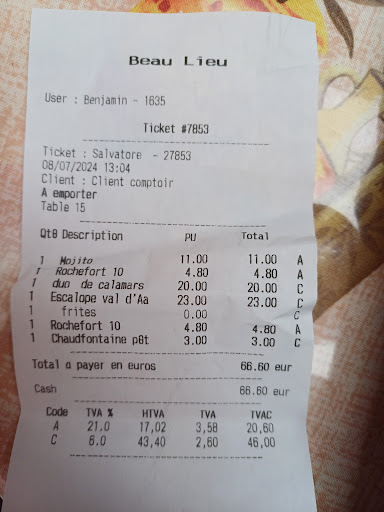 Beau Lieu
User : Benjamin - 1635
Ticket #7853
Ticket : Salvatore - 27853
08/07/2024 13:04
Client : Client comptoir
A emporter
Table 15
Qt@ Description PU Total
1 Mojito 11.00 11.00 A
1 Rochefort 10 4.80 4.80 A
1 duo de calamars 20.00 20.00 C
1 Escalope val d'Aa 23.00 23.00 C
1 frites 0.00 C
1 Rochefort 10 4.80 4.80 A
1 Chaudfontaine p@t 3.00 3.00 C
Total a payer en euros 66.60 eur
Cash 66.60 eur
Code TVA % HTVA TVA TVAC
A 21.0 17,02 3,58 20,60
C 6.0 43,40 2,60 46,00